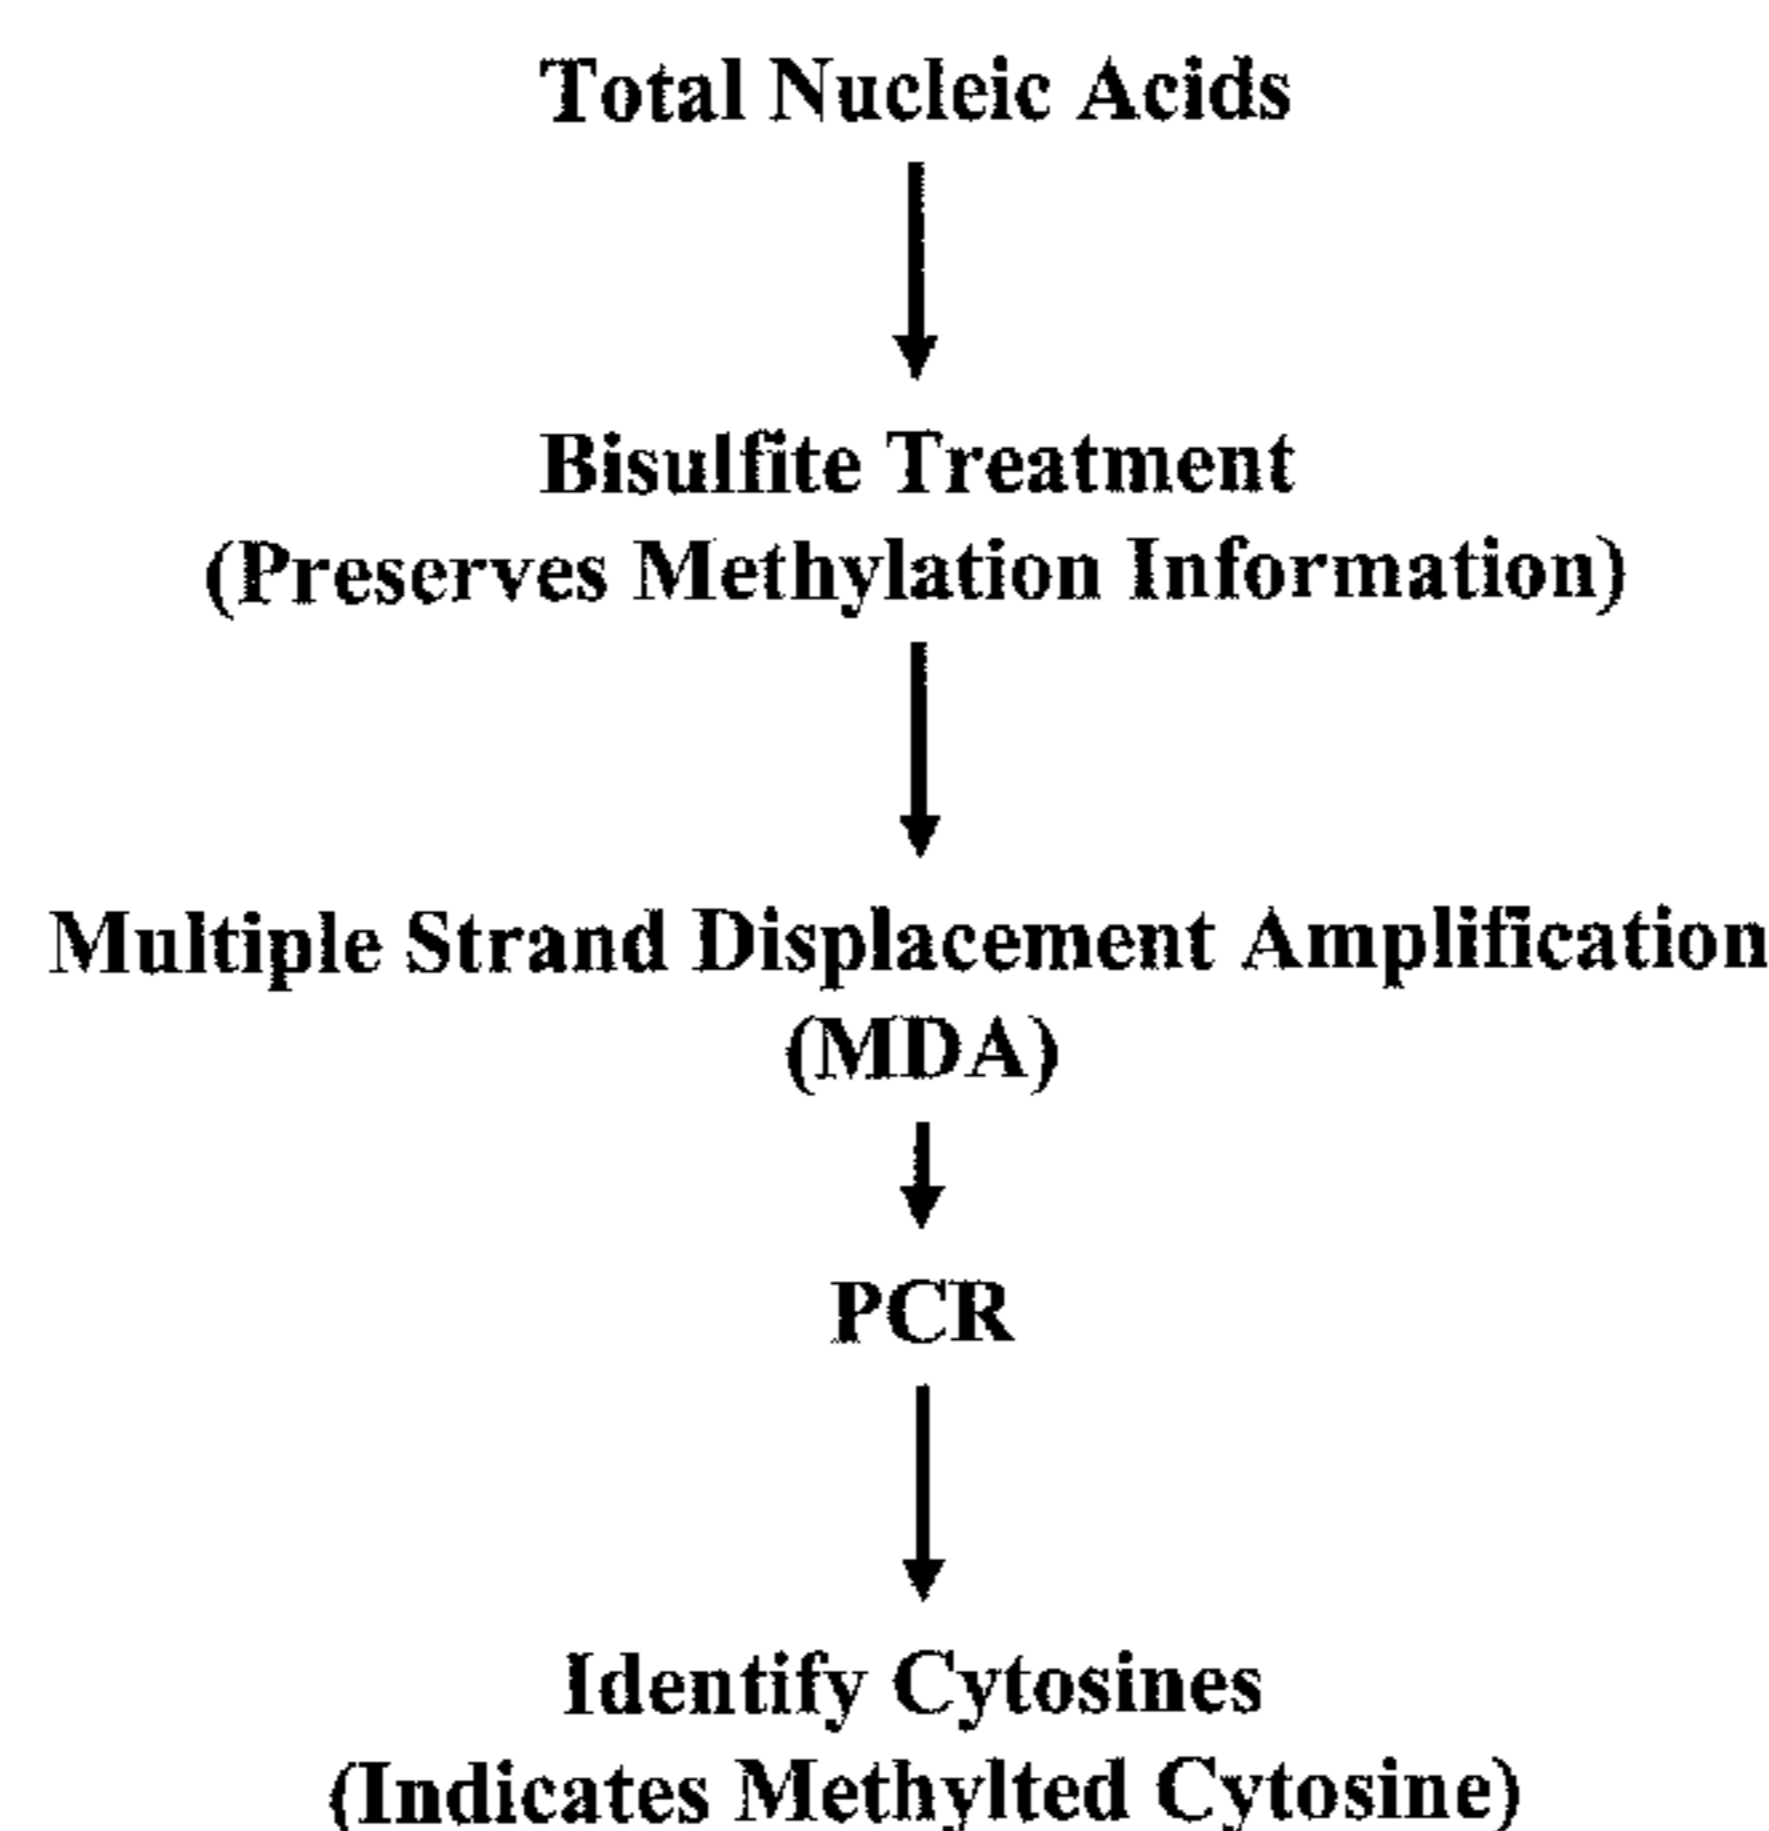 Total Nucleic Acids
Bisulfite Treatment
(Preserves Methylation Information)
Multiple Strand Displacement Amplification
(MDA)
PCR
Identify Cytosines
(Indicates Methylted Cytosine)